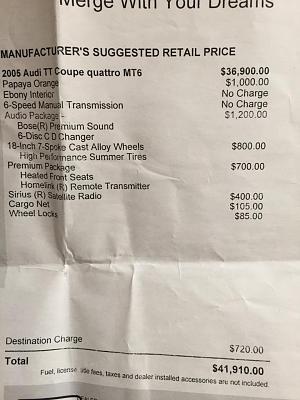 Merge With Your Dreams
MANUFACTURER'S SUGGESTED RETAIL PRICE
2005 Audi TT Coupe quattro MT6 $36,900.00
Papaya Orange $1,000.00
Ebony Interior No Charge
6-Speed Manual Transmission No Charge
Audio Package - $1,200.00
Bose(R) Premium Sound
6-Disc C D Changer
18-Inch 7-Spoke Cast Alloy Wheels $800.00
High Performance Summer Tires
Premium Package $700.00
Heated Front Seats
Homelink (R) Remote Transmitter
Sirius (R) Satellite Radio $400.00
Cargo Net $105.00
Wheel Locks $85.00
Destination Charge $720.00
Total $41,910.00
Fuel, license, title fees, taxes and dealer installed accessories are not included.